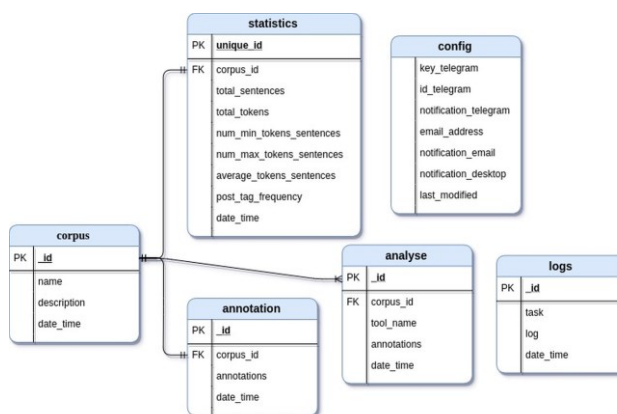 statistics
PK unique_id
FK corpus_id
total_sentences
total_tokens
num_min_tokens_sentences
num_max_tokens_sentences
average_tokens_sentences
post_tag_frequency
date_time
config
key_telegram
id_telegram
notification_telegram
email_address
notification_email
notification_desktop
last_modified
corpus
PK _id
name
description
date_time
annotation
PK _id
FK corpus_id
annotations
date_time
analyse
PK _id
FK corpus_id
tool_name
annotations
date_time
logs
PK _id
task
log
date_time